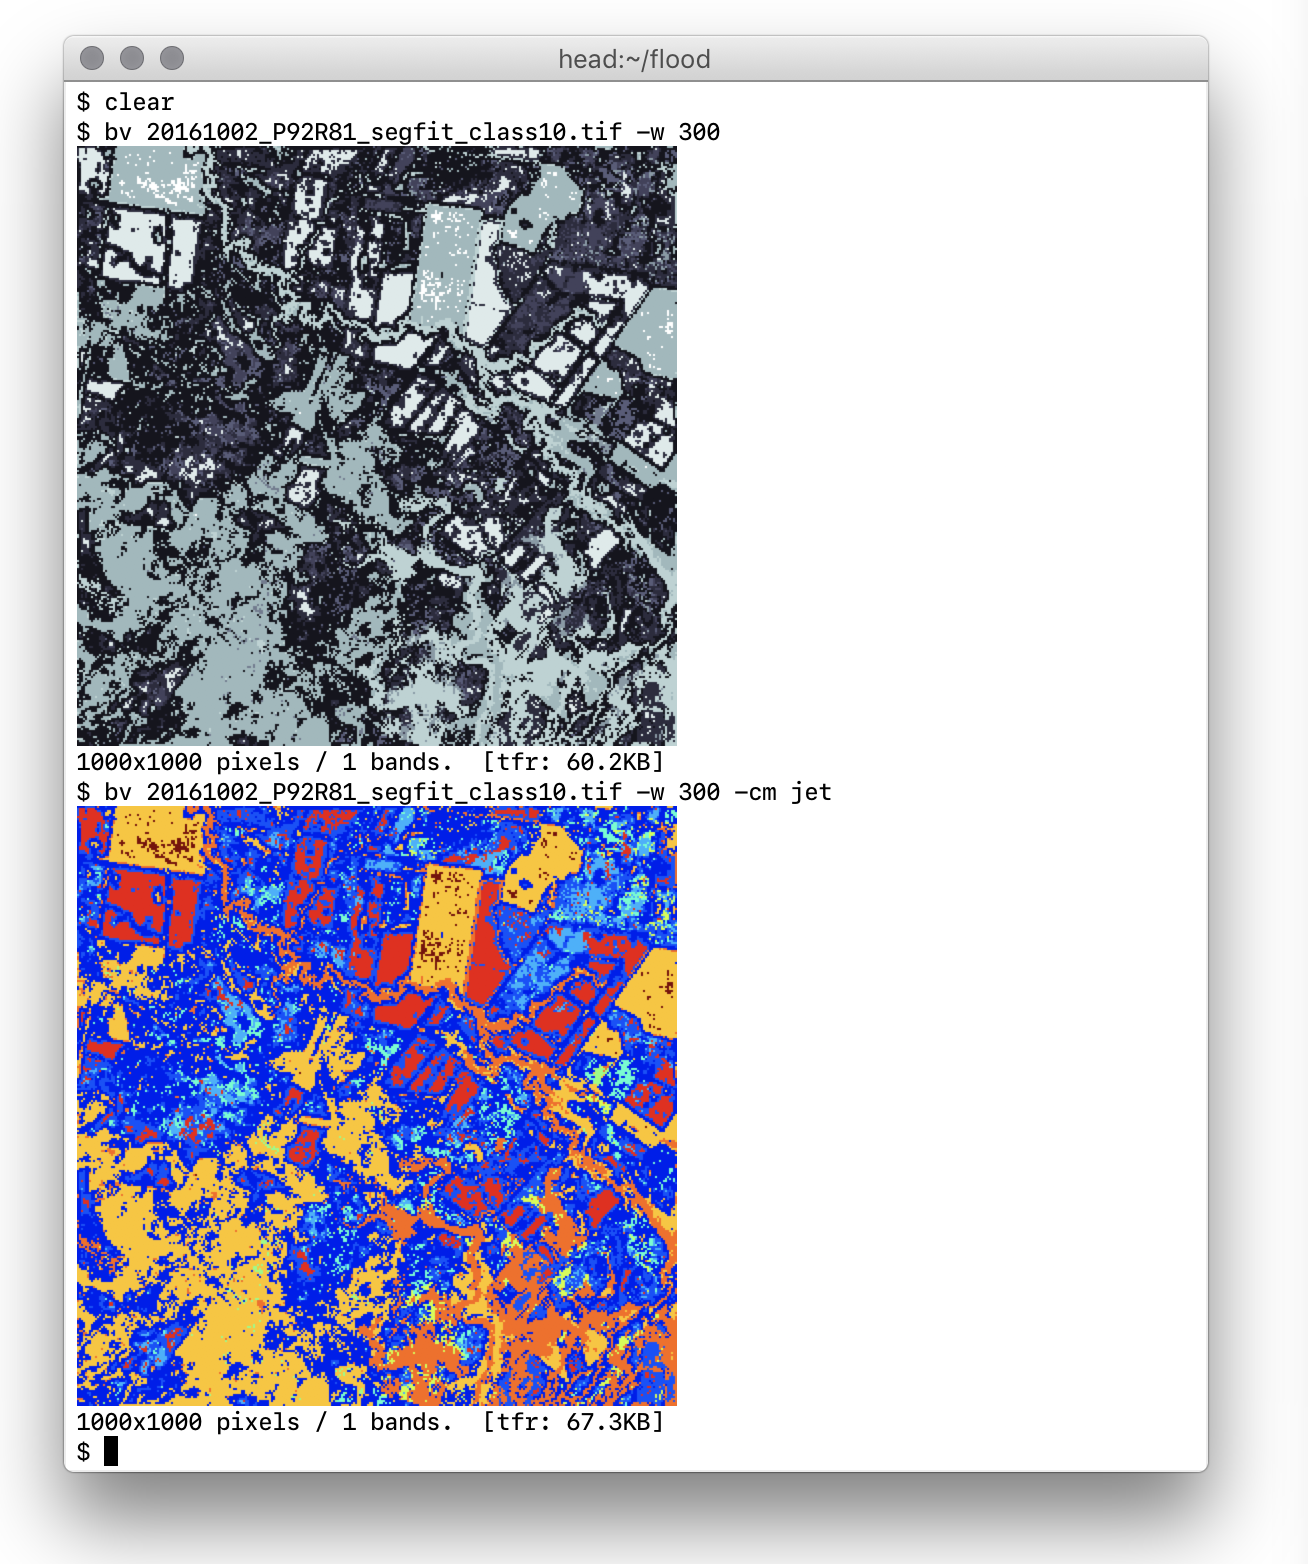 head:~/flood
$ clear
$ bv 20161002_P92R81_segfit_class10.tif -w 300
1000x1000 pixels / 1 bands.  [tfr: 60.2KB]
$ bv 20161002_P92R81_segfit_class10.tif -w 300 -cm jet
1000x1000 pixels / 1 bands.  [tfr: 67.3KB]
$